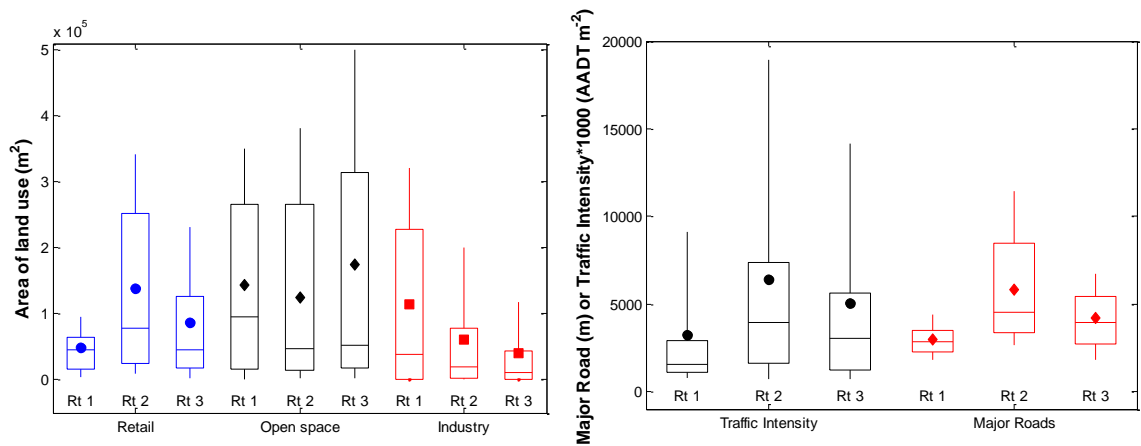 x 10^5
5
4
3
2
1
0
Area of land use (m²)
Rt 1 Rt 2 Rt 3 Rt 1 Rt 2 Rt 3 Rt 1 Rt 2 Rt 3
Retail Open space Industry
20000
15000
10000
5000
0
Major Road (m) or Traffic Intensity*1000 (AADT m⁻²)
Rt 1 Rt 2 Rt 3 Rt 1 Rt 2 Rt 3
Traffic Intensity Major Roads